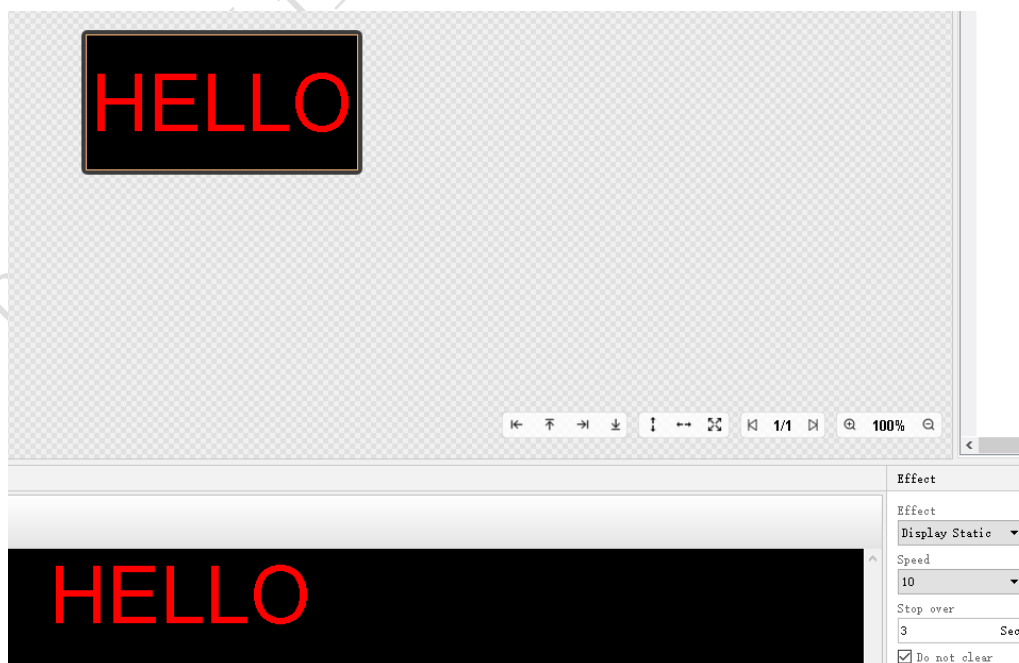 HELLO
1/1
100%
Effect
Effect
Display Static
Speed
10
HELLO
Stop over
3 Sec
Do not clear